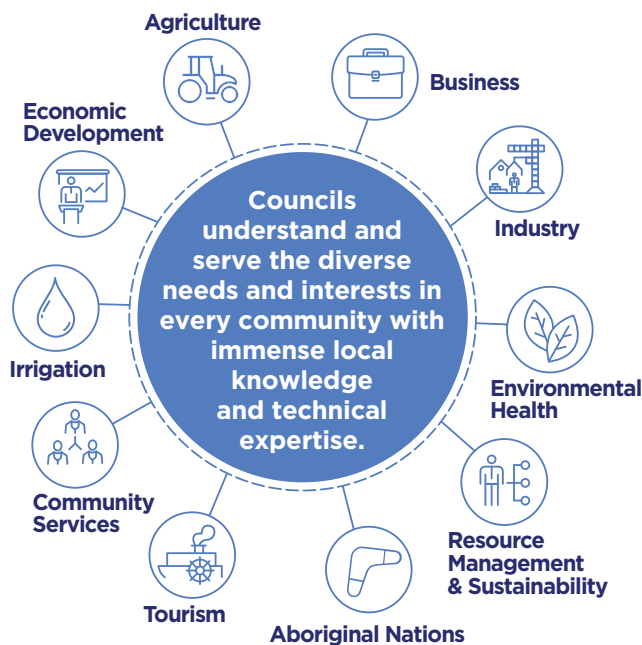 Agriculture
Business
Economic
Development
Industry
Councils
understand and
serve the diverse
needs and interests in
every community with
immense local
knowledge
and technical
expertise.
Irrigation
Environmental
Health
Community
Services
Resource
Management
& Sustainability
Tourism
Aboriginal Nations